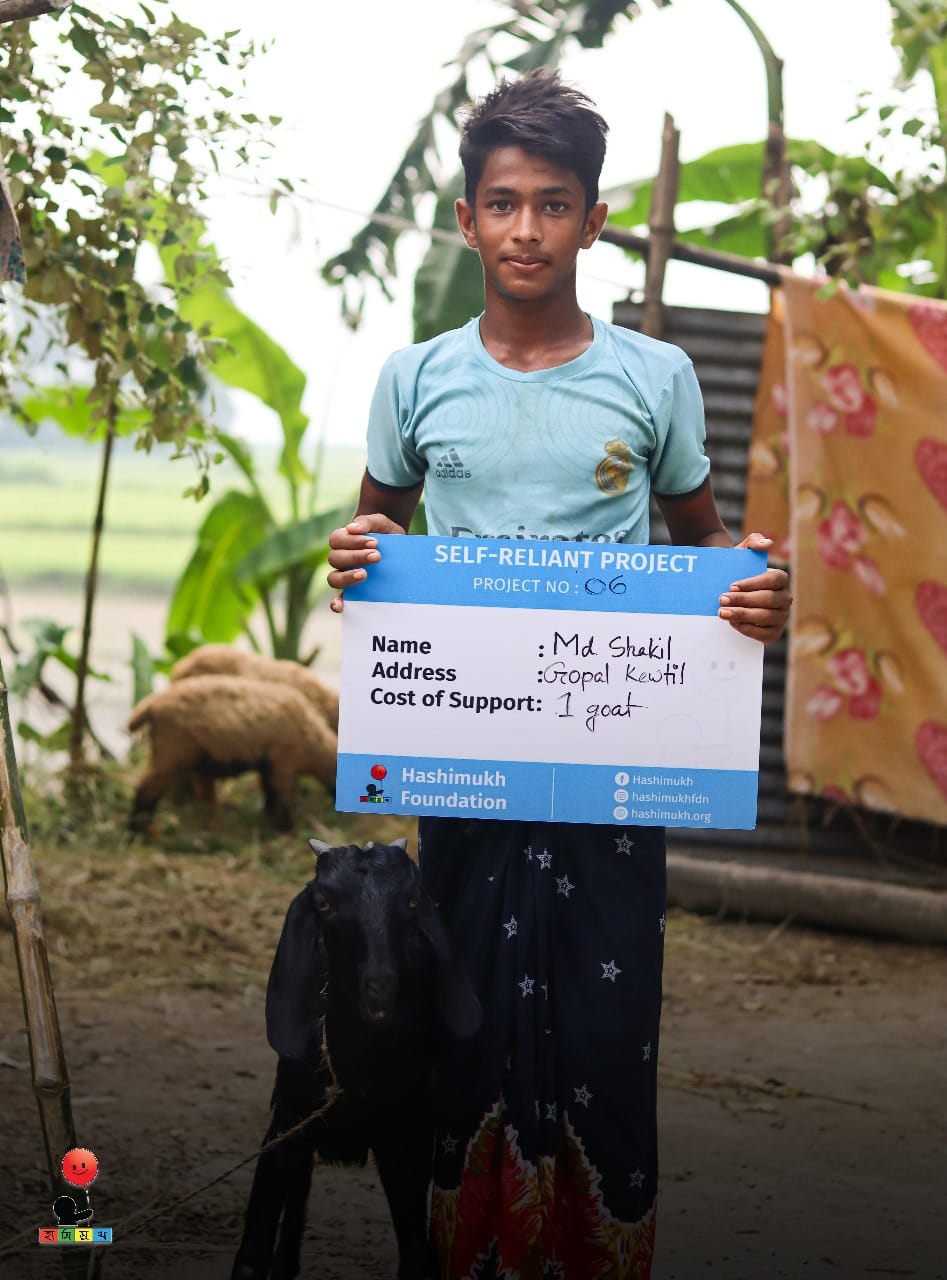 adidas
Emirates
SELF-RELIANT PROJECT
PROJECT NO : 06
Name : Md. Shakil
Address : Gopal Kewtil
Cost of Support: 1 goat
Hashimukh
Foundation
Hashimukh
hashimukhfdn
hashimukh.org
হাসিমুখ